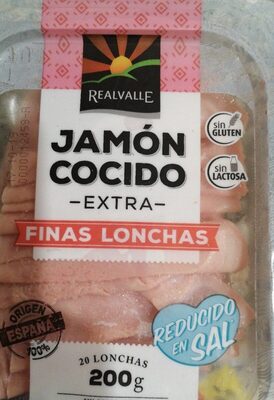 REALVALLE
JAMÓN
COCIDO
-EXTRA-
FINAS LONCHAS
sin
GLUTEN
sin
LACTOSA
ORIGEN
ESPAÑA
100%
REDUCIDO
EN SAL
20 LONCHAS
200g